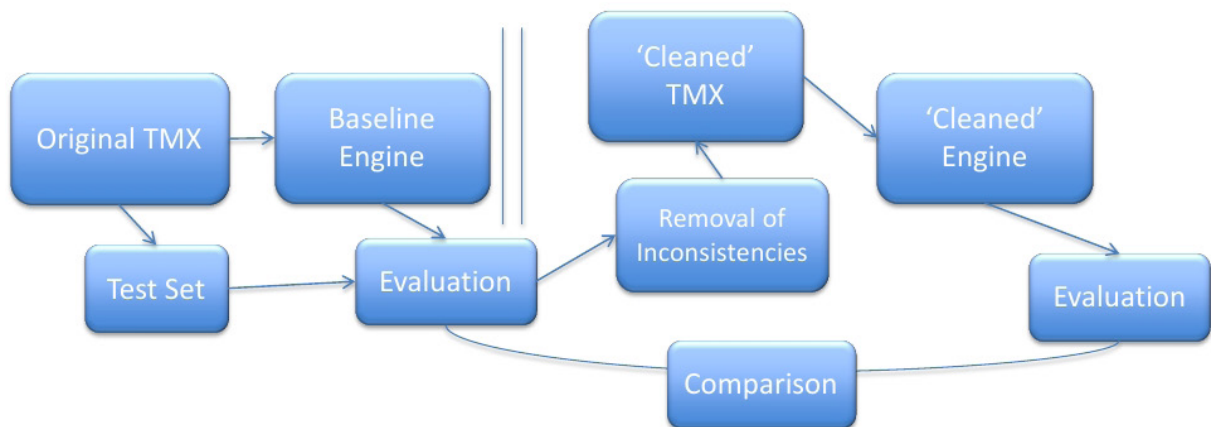 Original TMX
Baseline
Engine
Test Set
Evaluation
‘Cleaned’
TMX
Removal of
Inconsistencies
‘Cleaned’
Engine
Evaluation
Comparison